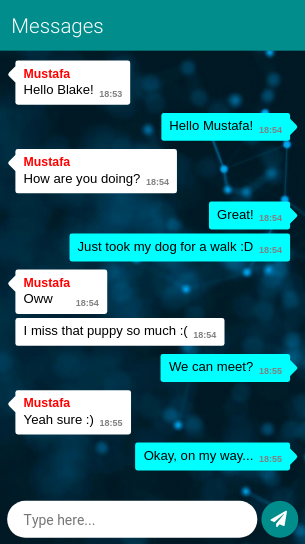 Messages
Mustafa
Hello Blake! 18:53
Hello Mustafa! 18:54
Mustafa
How are you doing? 18:54
Great! 18:54
Just took my dog for a walk :D 18:54
Mustafa
Oww 18:54
I miss that puppy so much :( 18:54
We can meet? 18:55
Mustafa
Yeah sure :) 18:55
Okay, on my way... 18:55
Type here...